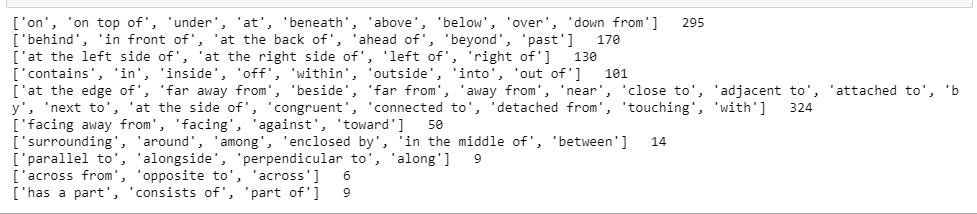 ['on', 'on top of', 'under', 'at', 'beneath', 'above', 'below', 'over', 'down from']   295
['behind', 'in front of', 'at the back of', 'ahead of', 'beyond', 'past']   170
['at the left side of', 'at the right side of', 'left of', 'right of']   130
['contains', 'in', 'inside', 'off', 'within', 'outside', 'into', 'out of']   101
['at the edge of', 'far away from', 'beside', 'far from', 'away from', 'near', 'close to', 'adjacent to', 'attached to', 'b
y', 'next to', 'at the side of', 'congruent', 'connected to', 'detached from', 'touching', 'with']   324
['facing away from', 'facing', 'against', 'toward']   50
['surrounding', 'around', 'among', 'enclosed by', 'in the middle of', 'between']   14
['parallel to', 'alongside', 'perpendicular to', 'along']   9
['across from', 'opposite to', 'across']   6
['has a part', 'consists of', 'part of']   9